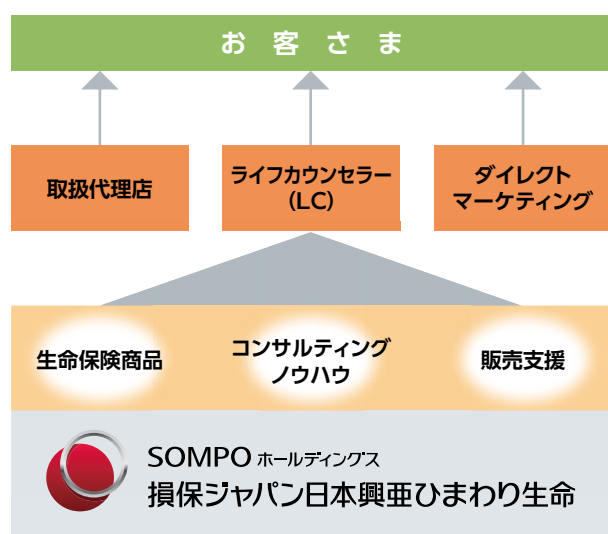 お客さま
取扱代理店
ライフカウンセラー
(LC)
ダイレクト
マーケティング
生命保険商品
コンサルティング
ノウハウ
販売支援
SOMPO ホールディングス
損保ジャパン日本興亜ひまわり生命